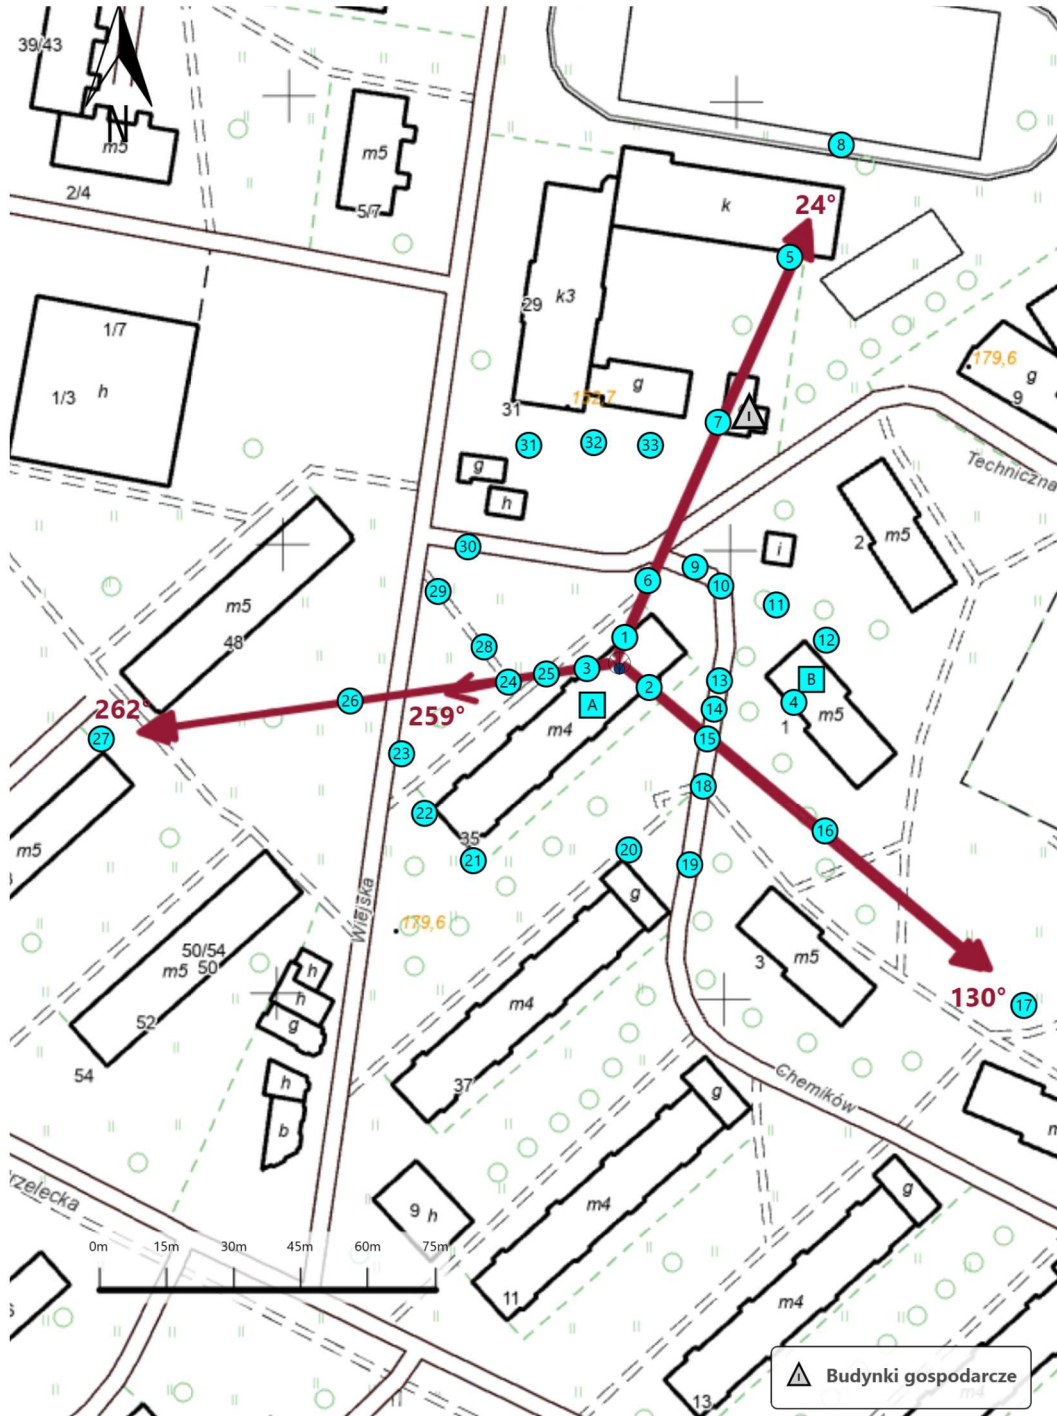 39/43
N
m5
2/4
m5
5/7
8
k
24°
5
k3
29
1/7
1/3
h
g
31
7
I
179,6
g
9
31
32
33
g
h
Techniczna
2
m5
i
30
9
10
6
29
11
m5
48
1
28
12
3
25
24
2
13
B
26
262°
259°
A
4
14
m5
1
27
m4
15
23
18
22
16
35
m5
21
20
19
g
Wiejska
179,6
50/54
m5
50
h
3
m5
h
m4
130°
17
g
52
54
h
37
Chemików
g
b
rzelecka
9
h
m4
g
0m
15m
30m
45m
60m
75m
11
m4
13
I
Budynki gospodarcze
m4